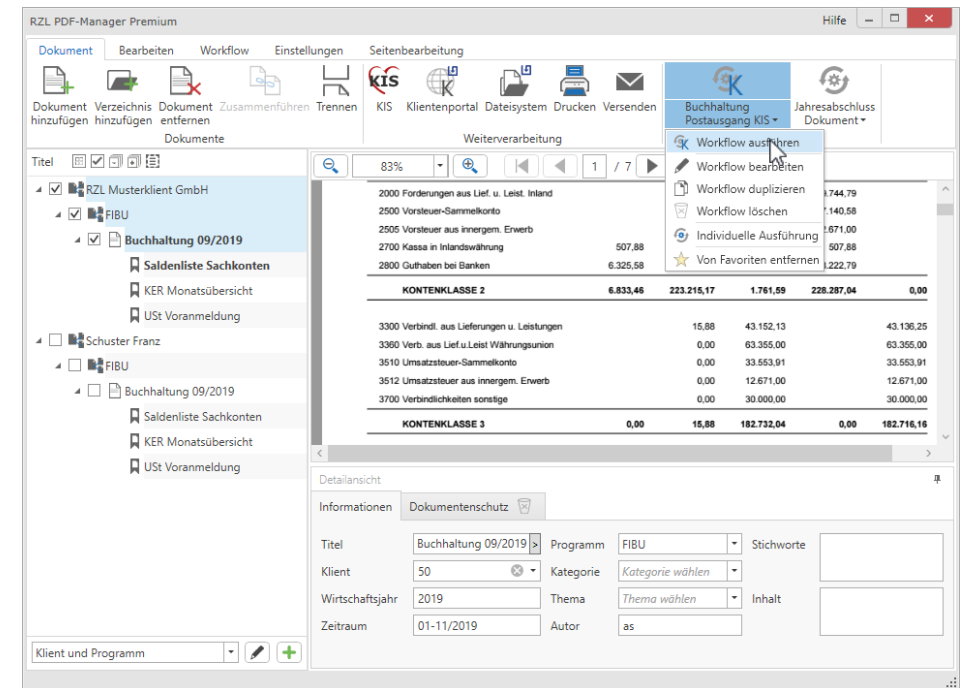 RZL PDF-Manager Premium
Hilfe
Dokument Bearbeiten Workflow Einstellungen Seitenbearbeitung
Dokument hinzufügen
Verzeichnis hinzufügen
Dokument entfernen
Zusammenführen
Trennen
KIS
Klientenportal
Dateisystem
Drucken
Versenden
Buchhaltung Postausgang KIS
Jahresabschluss Dokument
Dokumente
Weiterverarbeitung
Workflow ausführen
Workflow bearbeiten
Workflow duplizieren
Workflow löschen
Individuelle Ausführung
Von Favoriten entfernen
Titel
RZL Musterklient GmbH
FIBU
Buchhaltung 09/2019
Saldenliste Sachkonten
KER Monatsübersicht
USt Voranmeldung
Schuster Franz
FIBU
Buchhaltung 09/2019
Saldenliste Sachkonten
KER Monatsübersicht
USt Voranmeldung
Klient und Programm
83%
1 / 7
2000 Forderungen aus Lief. u. Leist. Inland .744,79
2500 Vorsteuer-Sammelkonto .140,58
2505 Vorsteuer aus innergem. Erwerb .671,00
2700 Kassa in Inlandswährung 507,88 507,88
2800 Guthaben bei Banken 6.325,58 .222,79
KONTENKLASSE 2 6.833,46 223.215,17 1.761,59 228.287,04 0,00
3300 Verbindl. aus Lieferungen u. Leistungen 15,88 43.152,13 43.136,25
3360 Verb. aus Lief.u.Leist Währungsunion 0,00 63.355,00 63.355,00
3510 Umsatzsteuer-Sammelkonto 0,00 33.553,91 33.553,91
3512 Umsatzsteuer aus innergem. Erwerb 0,00 12.671,00 12.671,00
3700 Verbindlichkeiten sonstige 0,00 30.000,00 30.000,00
KONTENKLASSE 3 0,00 15,88 182.732,04 0,00 182.716,16
Detailansicht
Informationen Dokumentenschutz
Titel Buchhaltung 09/2019 Programm FIBU Stichworte
Klient 50 Kategorie Kategorie wählen
Wirtschaftsjahr 2019 Thema Thema wählen Inhalt
Zeitraum 01-11/2019 Autor as